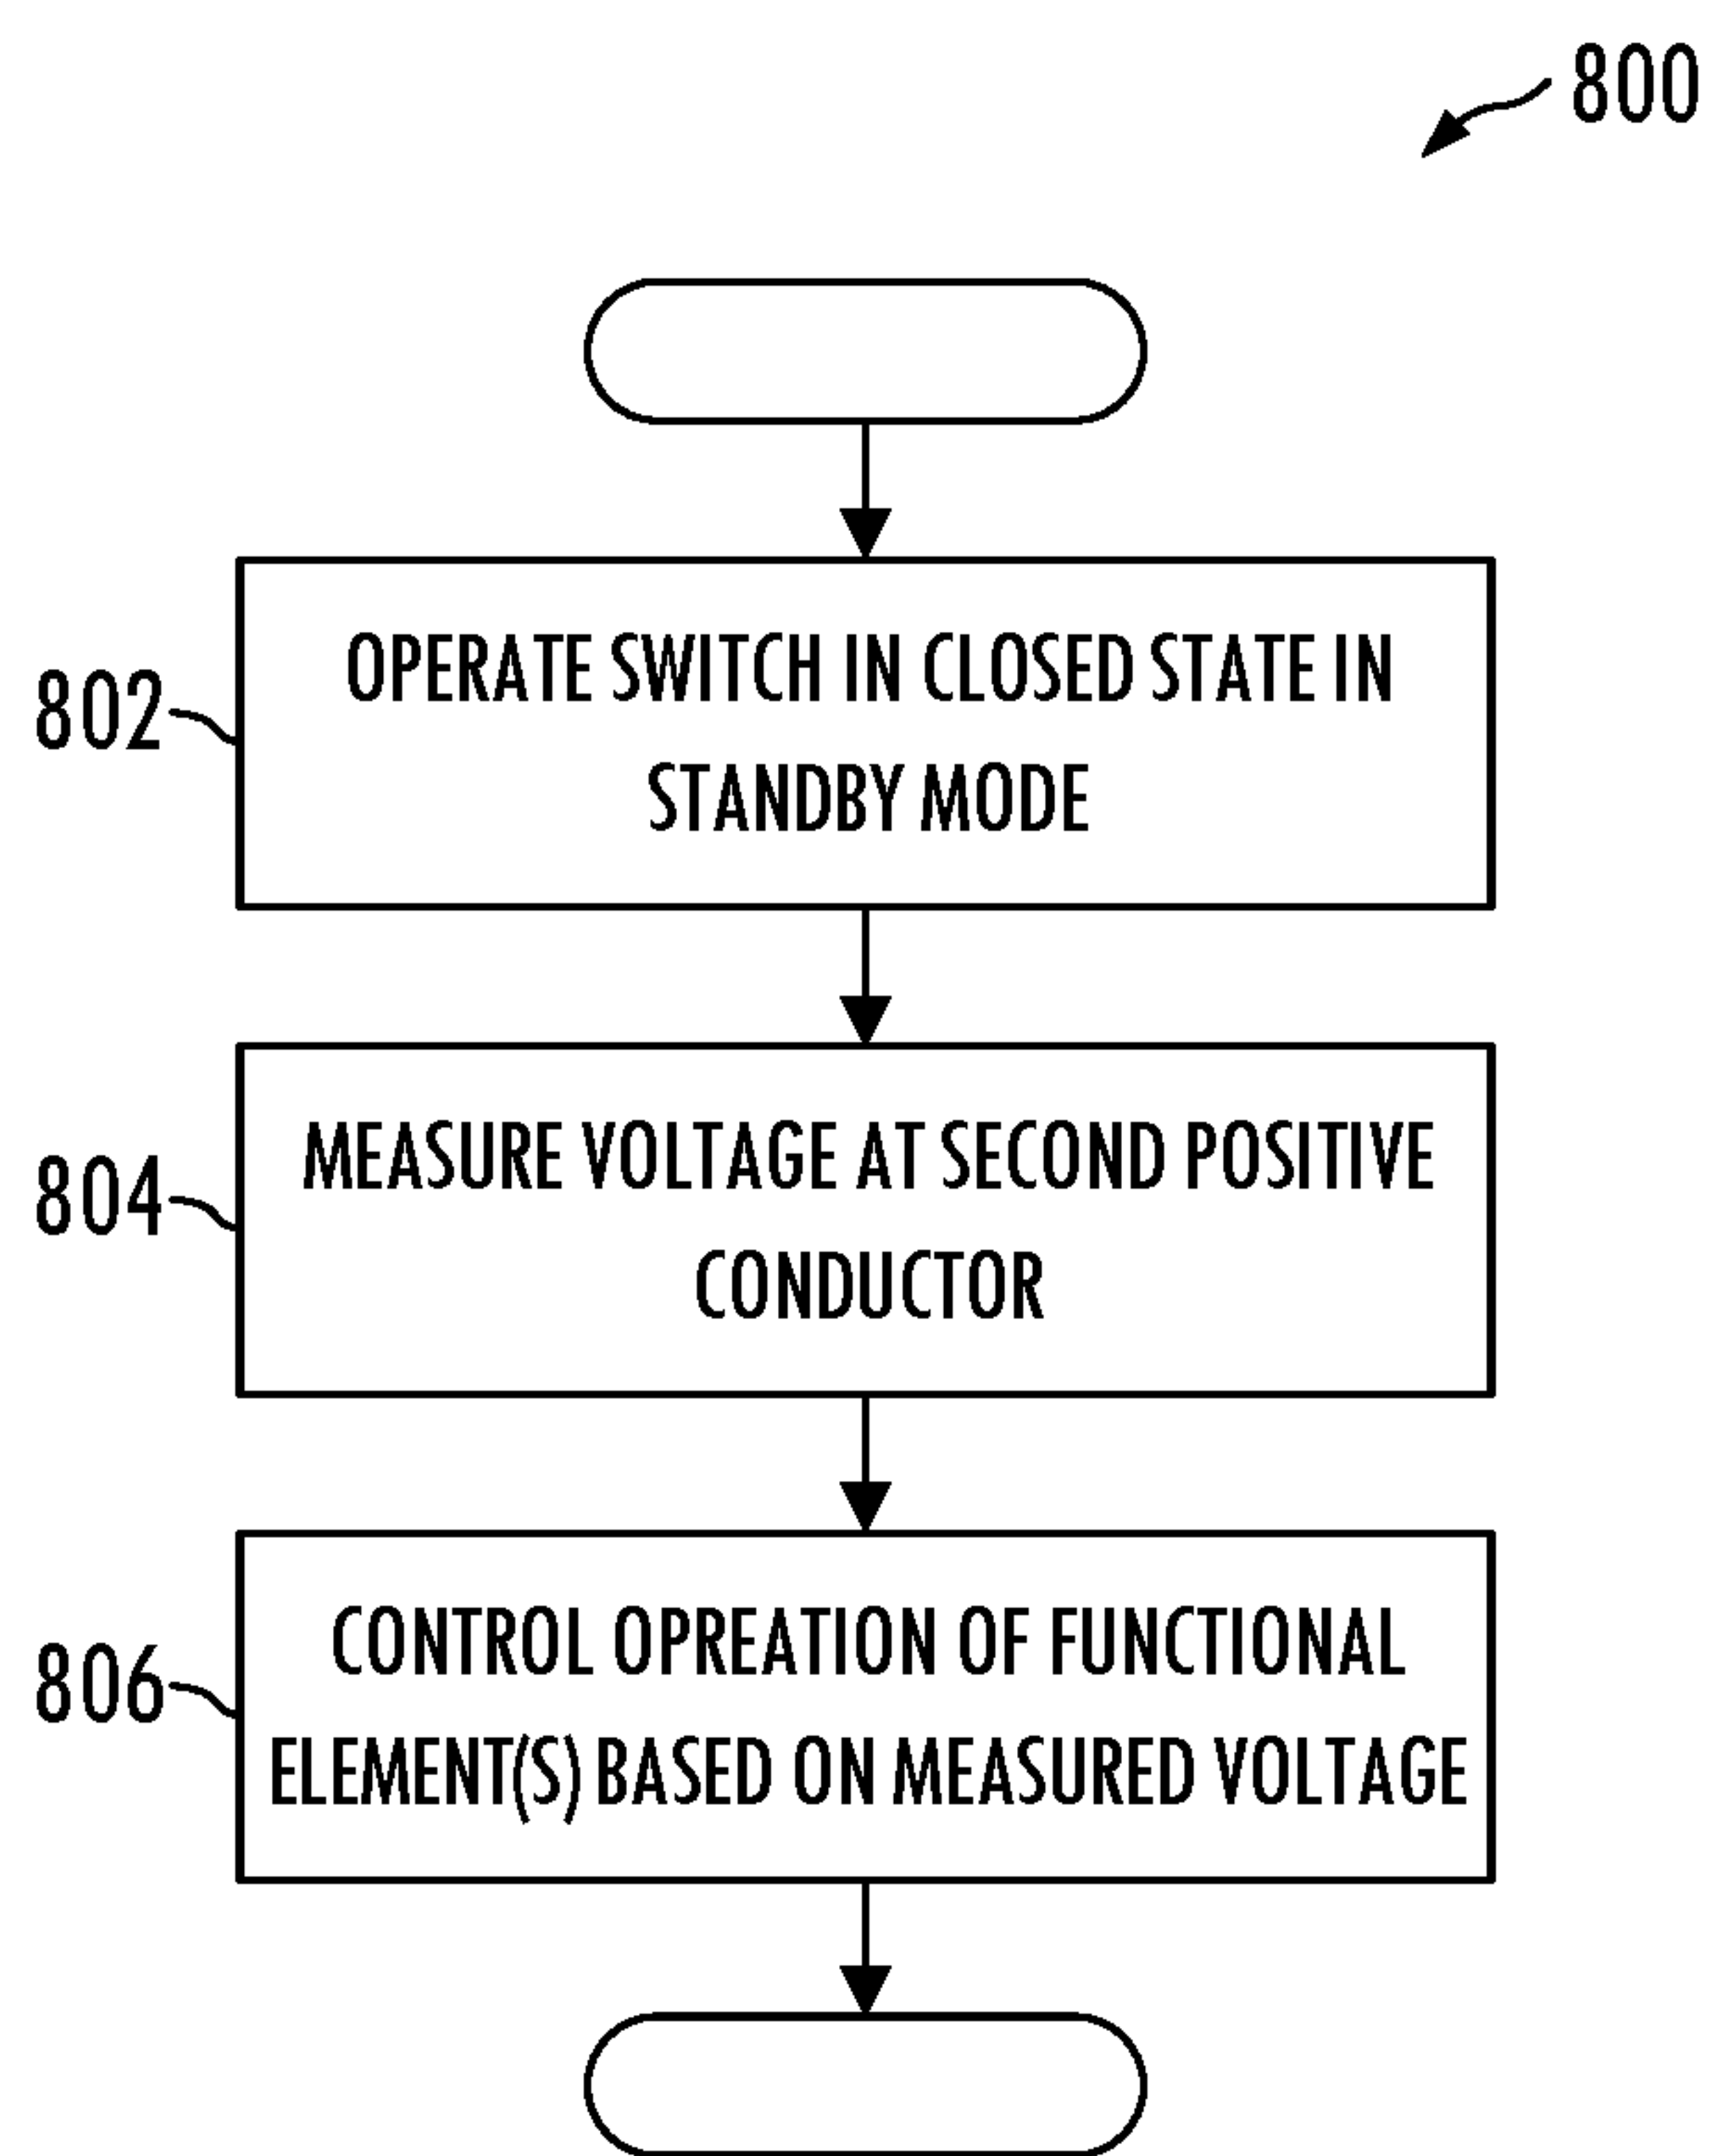 800
802
OPERATE SWITCH IN CLOSED STATE IN
STANDBY MODE
804
MEASURE VOLTAGE AT SECOND POSITIVE
CONDUCTOR
806
CONTROL OPREATION OF FUNCTIONAL
ELEMENT(S) BASED ON MEASURED VOLTAGE